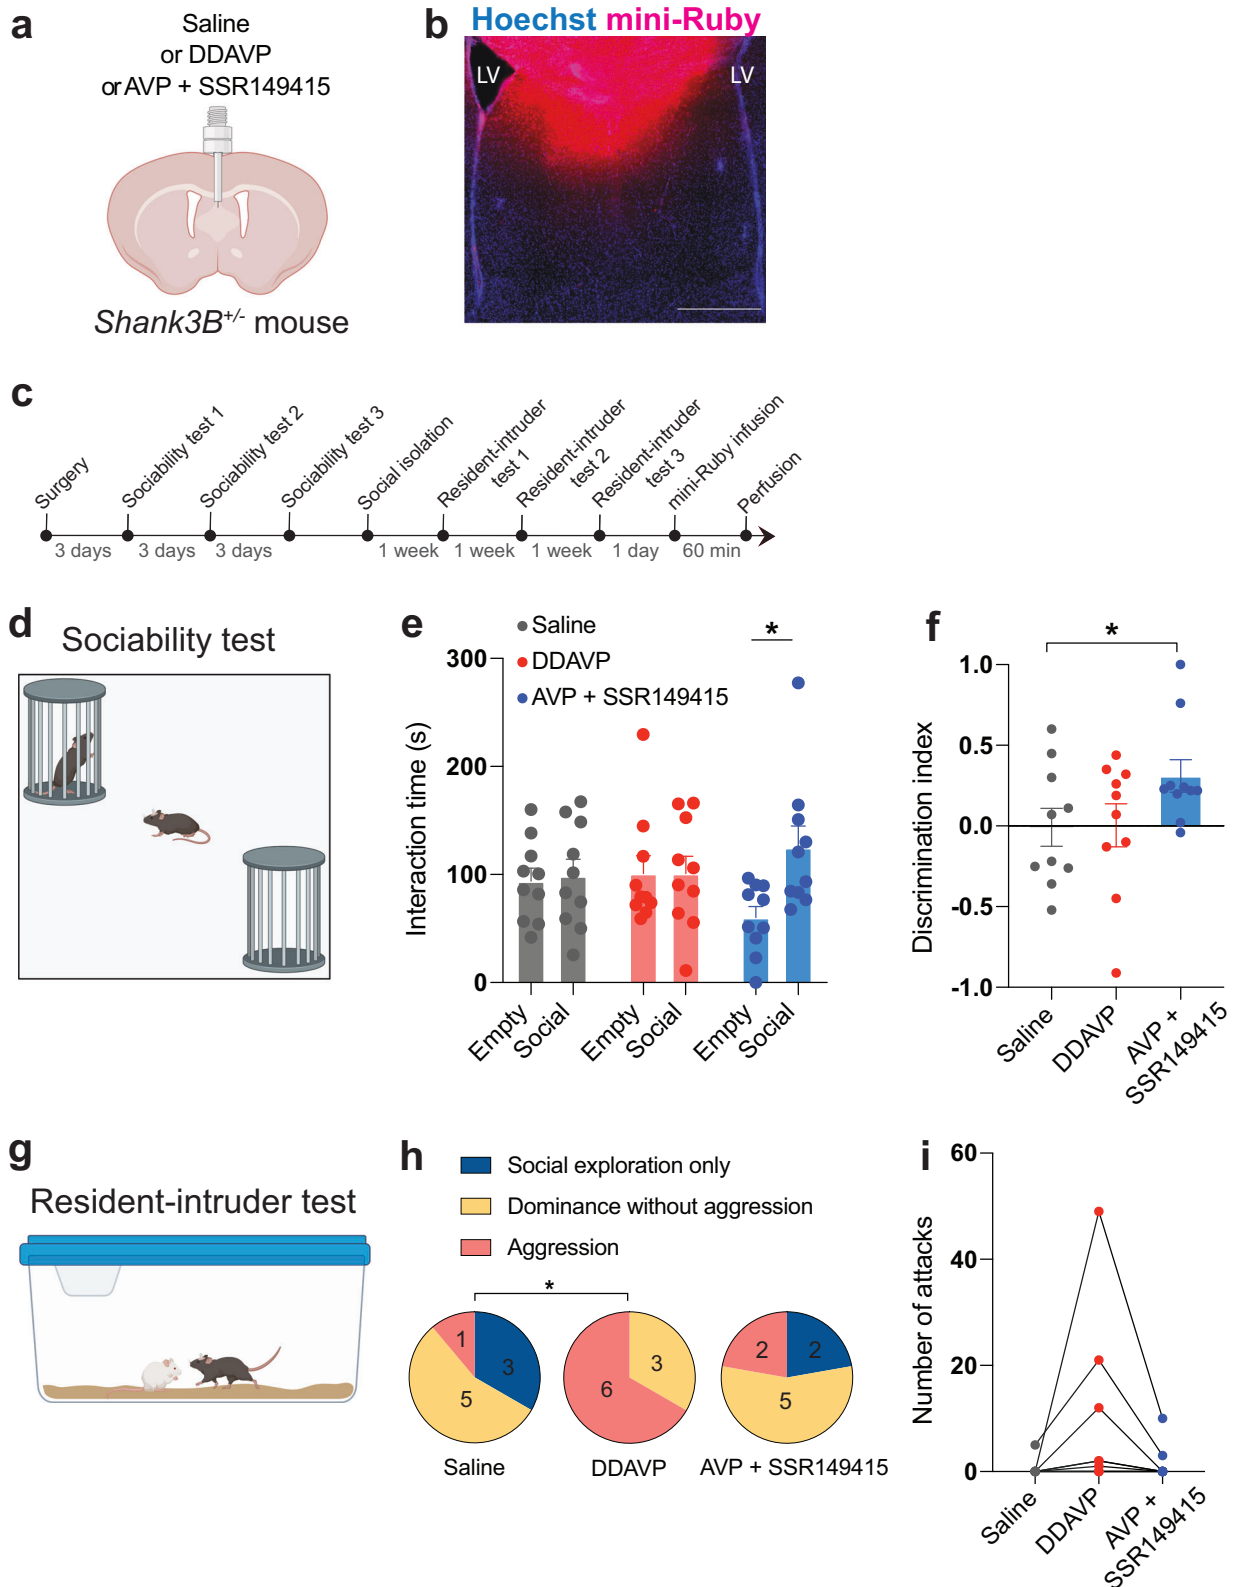 a
Saline
or DDAVP
or AVP + SSR149415
Shank3B+/- mouse
b
Hoechst mini-Ruby
LV
LV
c
Surgery
Sociability test 1
Sociability test 2
Sociability test 3
Social isolation
Resident-intruder
test 1
Resident-intruder
test 2
Resident-intruder
test 3
mini-Ruby infusion
Perfusion
3 days
3 days
3 days
1 week
1 week
1 week
1 day
60 min
d
Sociability test
e
Saline
DDAVP
AVP + SSR149415
*
Interaction time (s)
300
200
100
0
Empty
Social
Empty
Social
Empty
Social
f
*
Discrimination index
1.0
0.5
0.0
-0.5
-1.0
Saline
DDAVP
AVP +
SSR149415
g
Resident-intruder test
h
Social exploration only
Dominance without aggression
Aggression
*
1
3
5
3
6
2
2
5
Saline
DDAVP
AVP + SSR149415
i
Number of attacks
60
40
20
0
Saline
DDAVP
AVP +
SSR149415